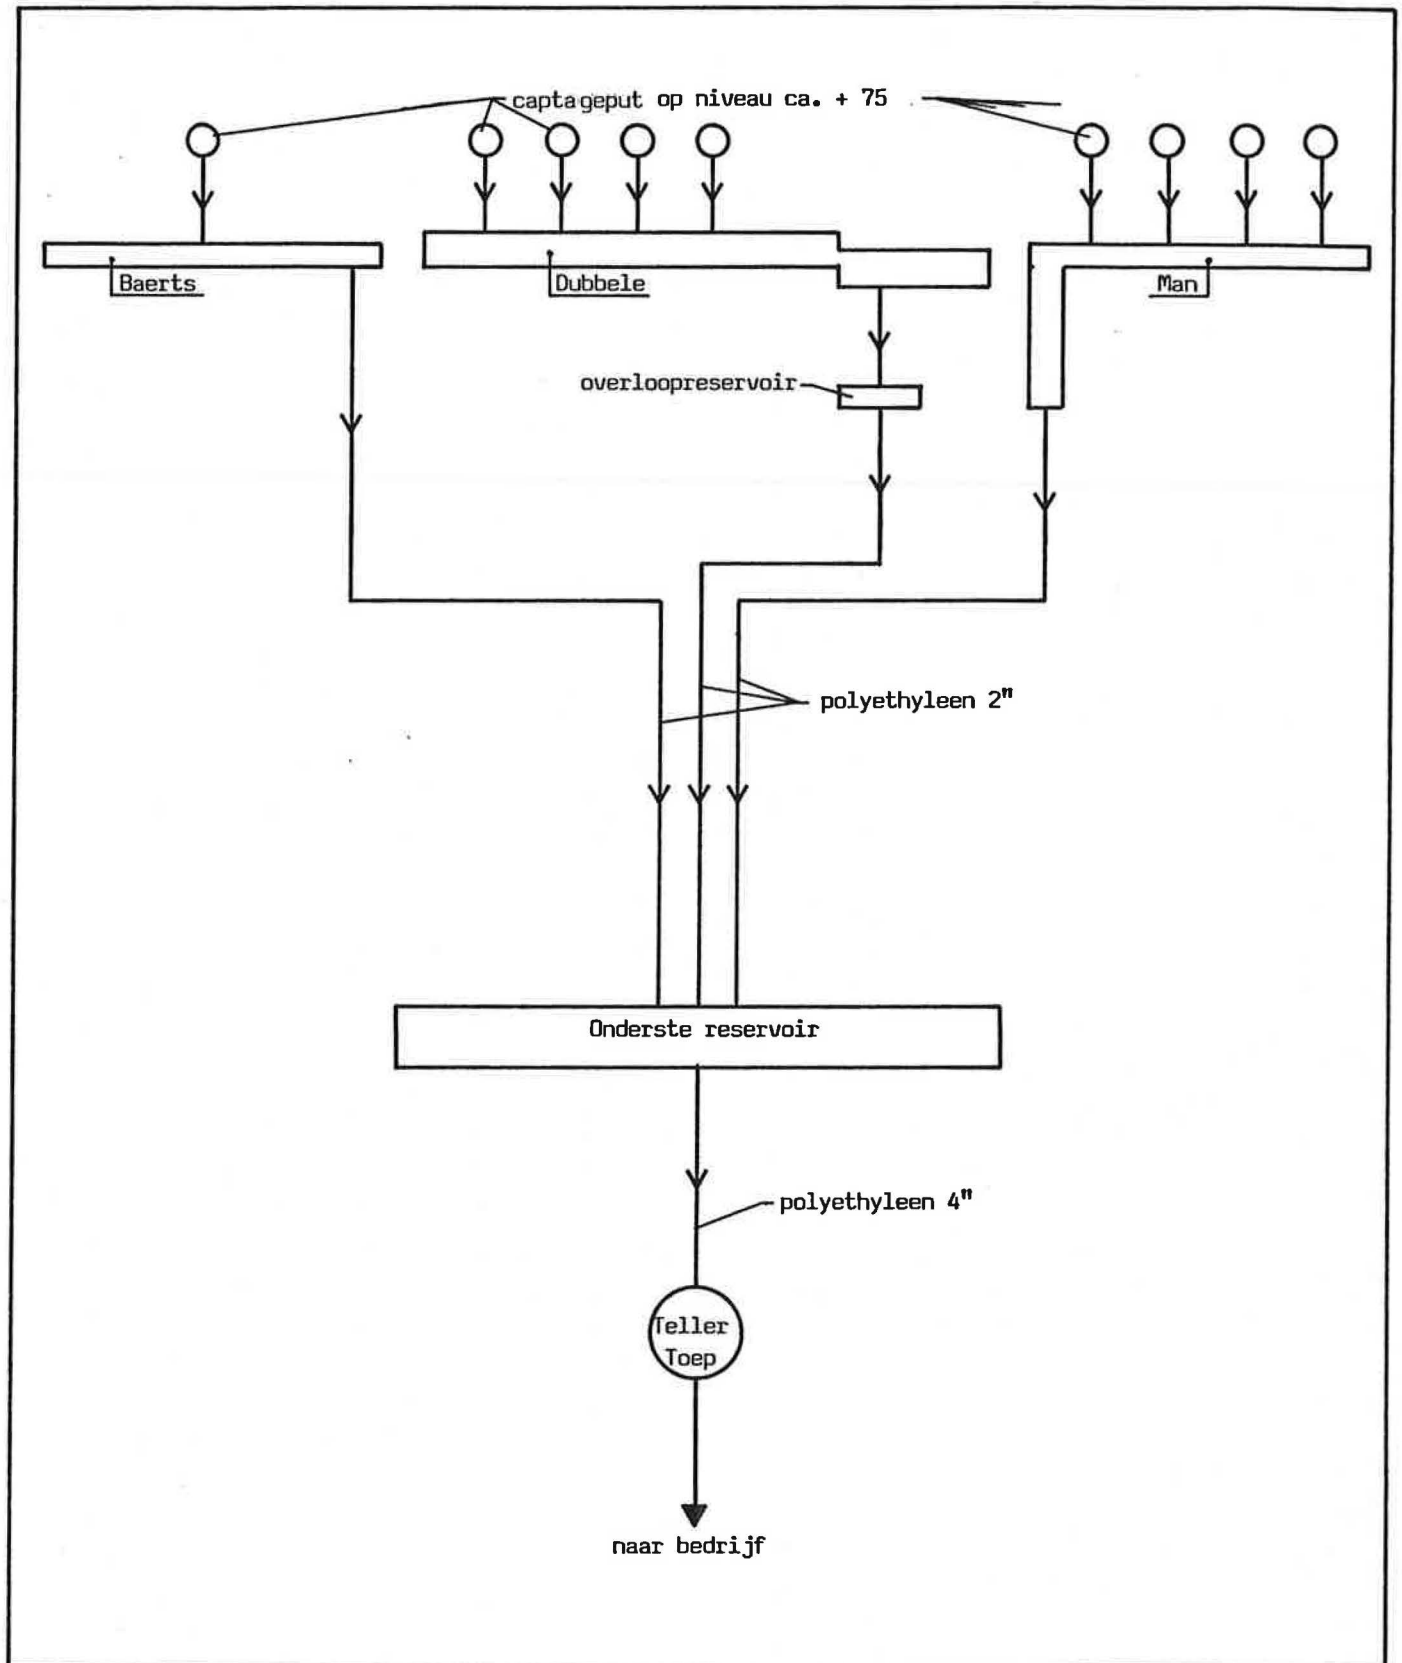 captageput op niveau ca. + 75
Baerts
Dubbele
Man
overloopreservoir
polyethyleen 2"
Onderste reservoir
polyethyleen 4"
Teller
Toep
naar bedrijf